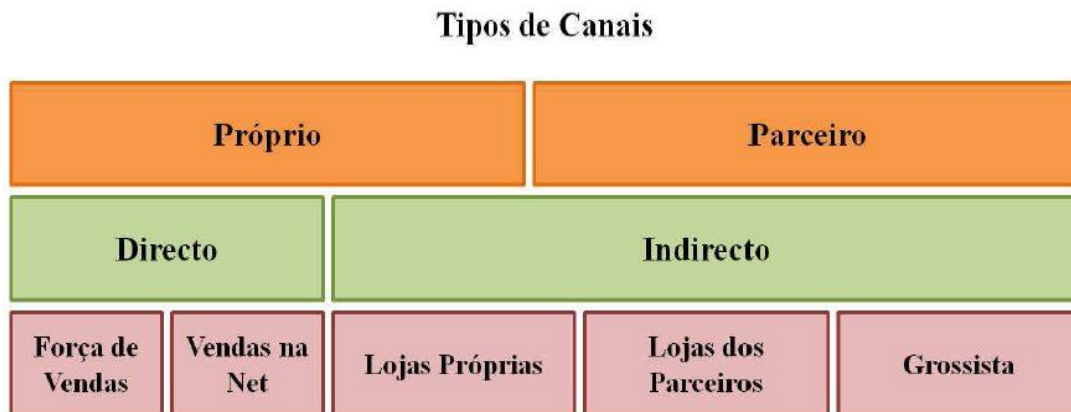 Tipos de Canais
Próprio
Parceiro
Directo
Indirecto
Força de
Vendas
Vendas na
Net
Lojas Próprias
Lojas dos
Parceiros
Grossista